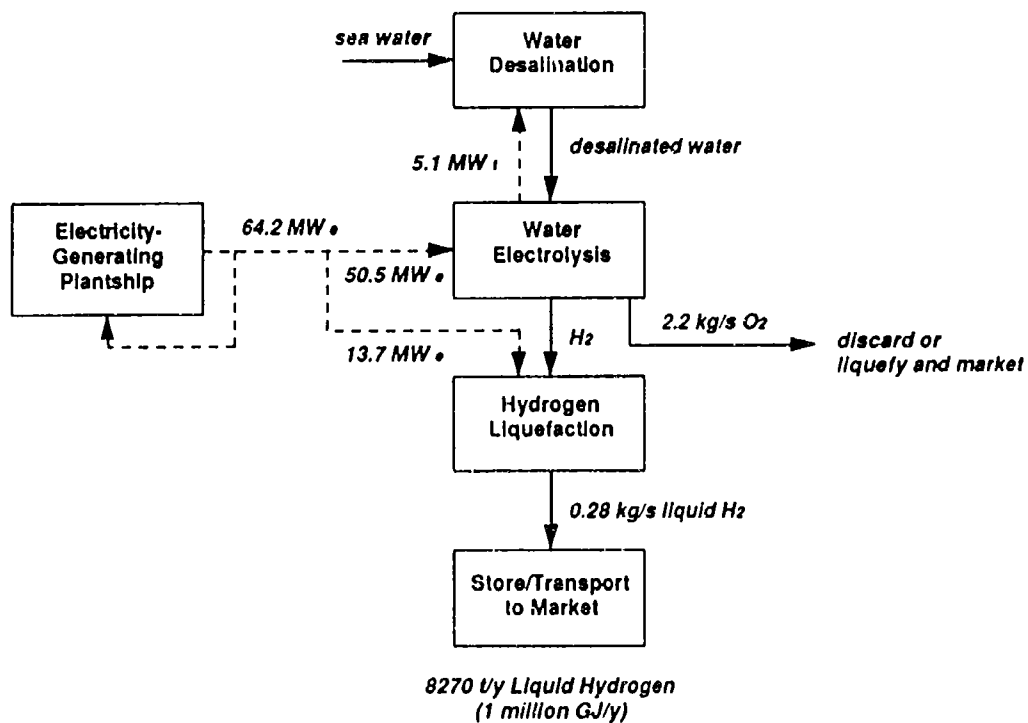 sea water
Water
Desalination
5.1 MW t
desalinated water
Electricity-
Generating
Plantship
64.2 MW e
50.5 MW e
Water
Electrolysis
2.2 kg/s O2
discard or
liquefy and market
H2
13.7 MW e
Hydrogen
Liquefaction
0.28 kg/s liquid H2
Store/Transport
to Market
8270 t/y Liquid Hydrogen
(1 million GJ/y)